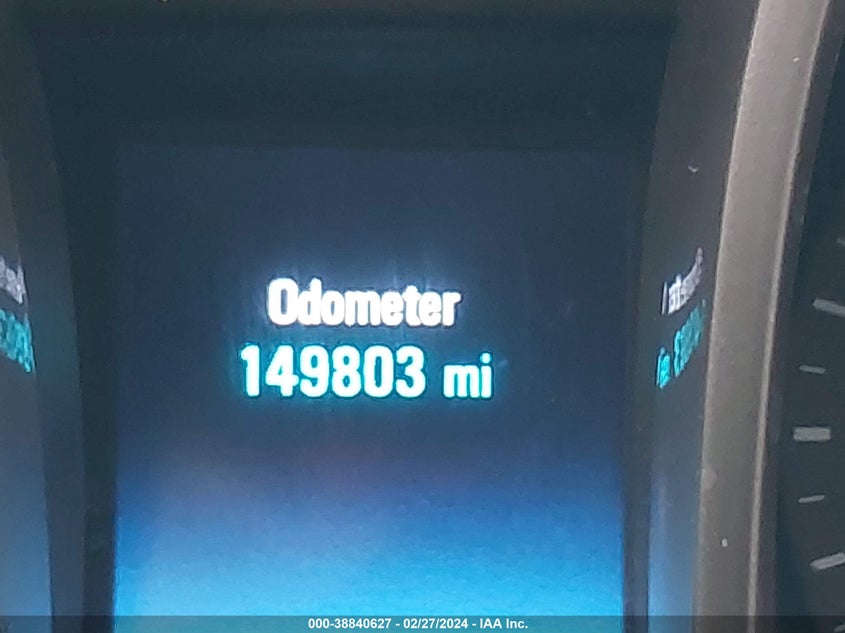 Odometer
149803 mi
000-38840627 - 02/27/2024 - IAA Inc.